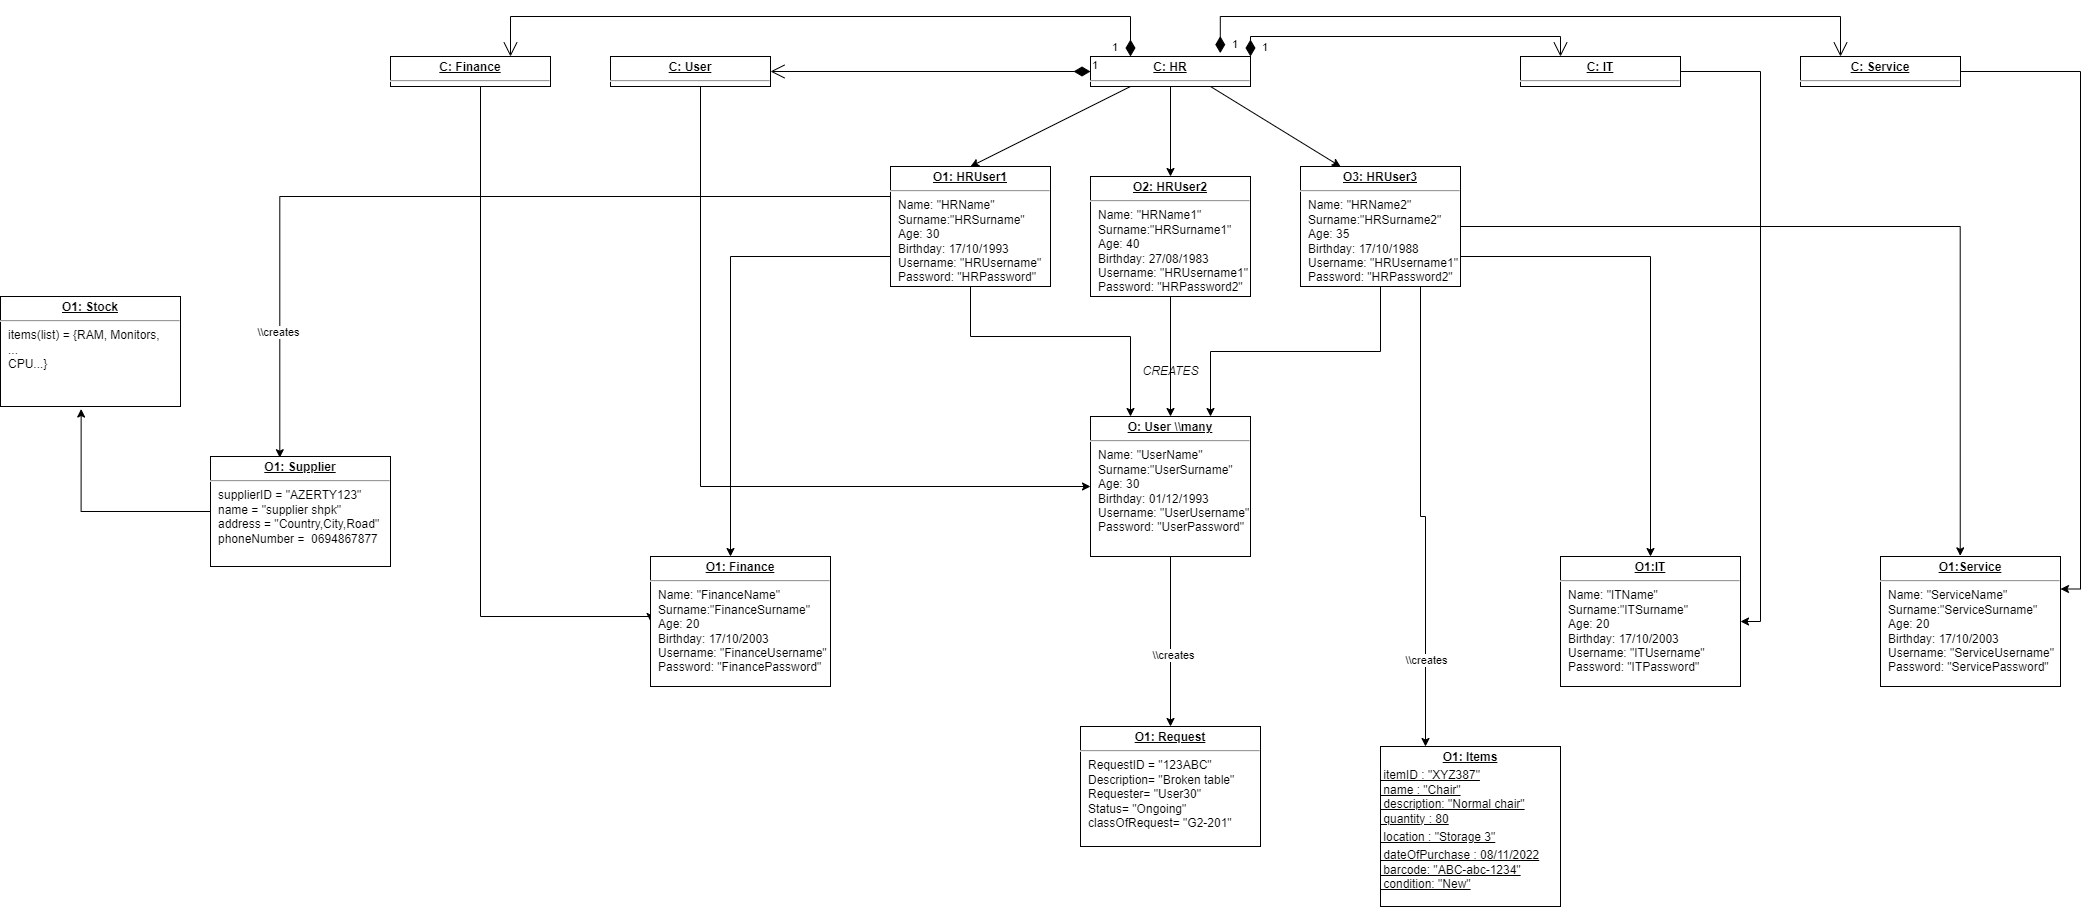 1
1
1
C: Finance
C: User
1
C: HR
C: IT
C: Service
O1: HRUser1
Name: "HRName"
Surname:"HRSurname"
Age: 30
Birthday: 17/10/1993
Username: "HRUsername"
Password: "HRPassword"
O2: HRUser2
Name: "HRName1"
Surname:"HRSurname1"
Age: 40
Birthday: 27/08/1983
Username: "HRUsername1"
Password: "HRPassword2"
O3: HRUser3
Name: "HRName2"
Surname:"HRSurname2"
Age: 35
Birthday: 17/10/1988
Username: "HRUsername1"
Password: "HRPassword2"
O1: Stock
items(list) = {RAM, Monitors,
...
CPU...}
\\creates
CREATES
O1: Supplier
supplierID = "AZERTY123"
name = "supplier shpk"
address = "Country,City,Road"
phoneNumber =  0694867877
O: User \\many
Name: "UserName"
Surname:"UserSurname"
Age: 30
Birthday: 01/12/1993
Username: "UserUsername"
Password: "UserPassword"
O1: Finance
Name: "FinanceName"
Surname:"FinanceSurname"
Age: 20
Birthday: 17/10/2003
Username: "FinanceUsername"
Password: "FinancePassword"
O1:IT
Name: "ITName"
Surname:"ITSurname"
Age: 20
Birthday: 17/10/2003
Username: "ITUsername"
Password: "ITPassword"
O1:Service
Name: "ServiceName"
Surname:"ServiceSurname"
Age: 20
Birthday: 17/10/2003
Username: "ServiceUsername"
Password: "ServicePassword"
\\creates
\\creates
O1: Request
RequestID = "123ABC"
Description= "Broken table"
Requester= "User30"
Status= "Ongoing"
classOfRequest= "G2-201"
O1: Items
itemID : "XYZ387"
name : "Chair"
description: "Normal chair"
quantity : 80
location : "Storage 3"
dateOfPurchase : 08/11/2022
barcode: "ABC-abc-1234"
condition: "New"